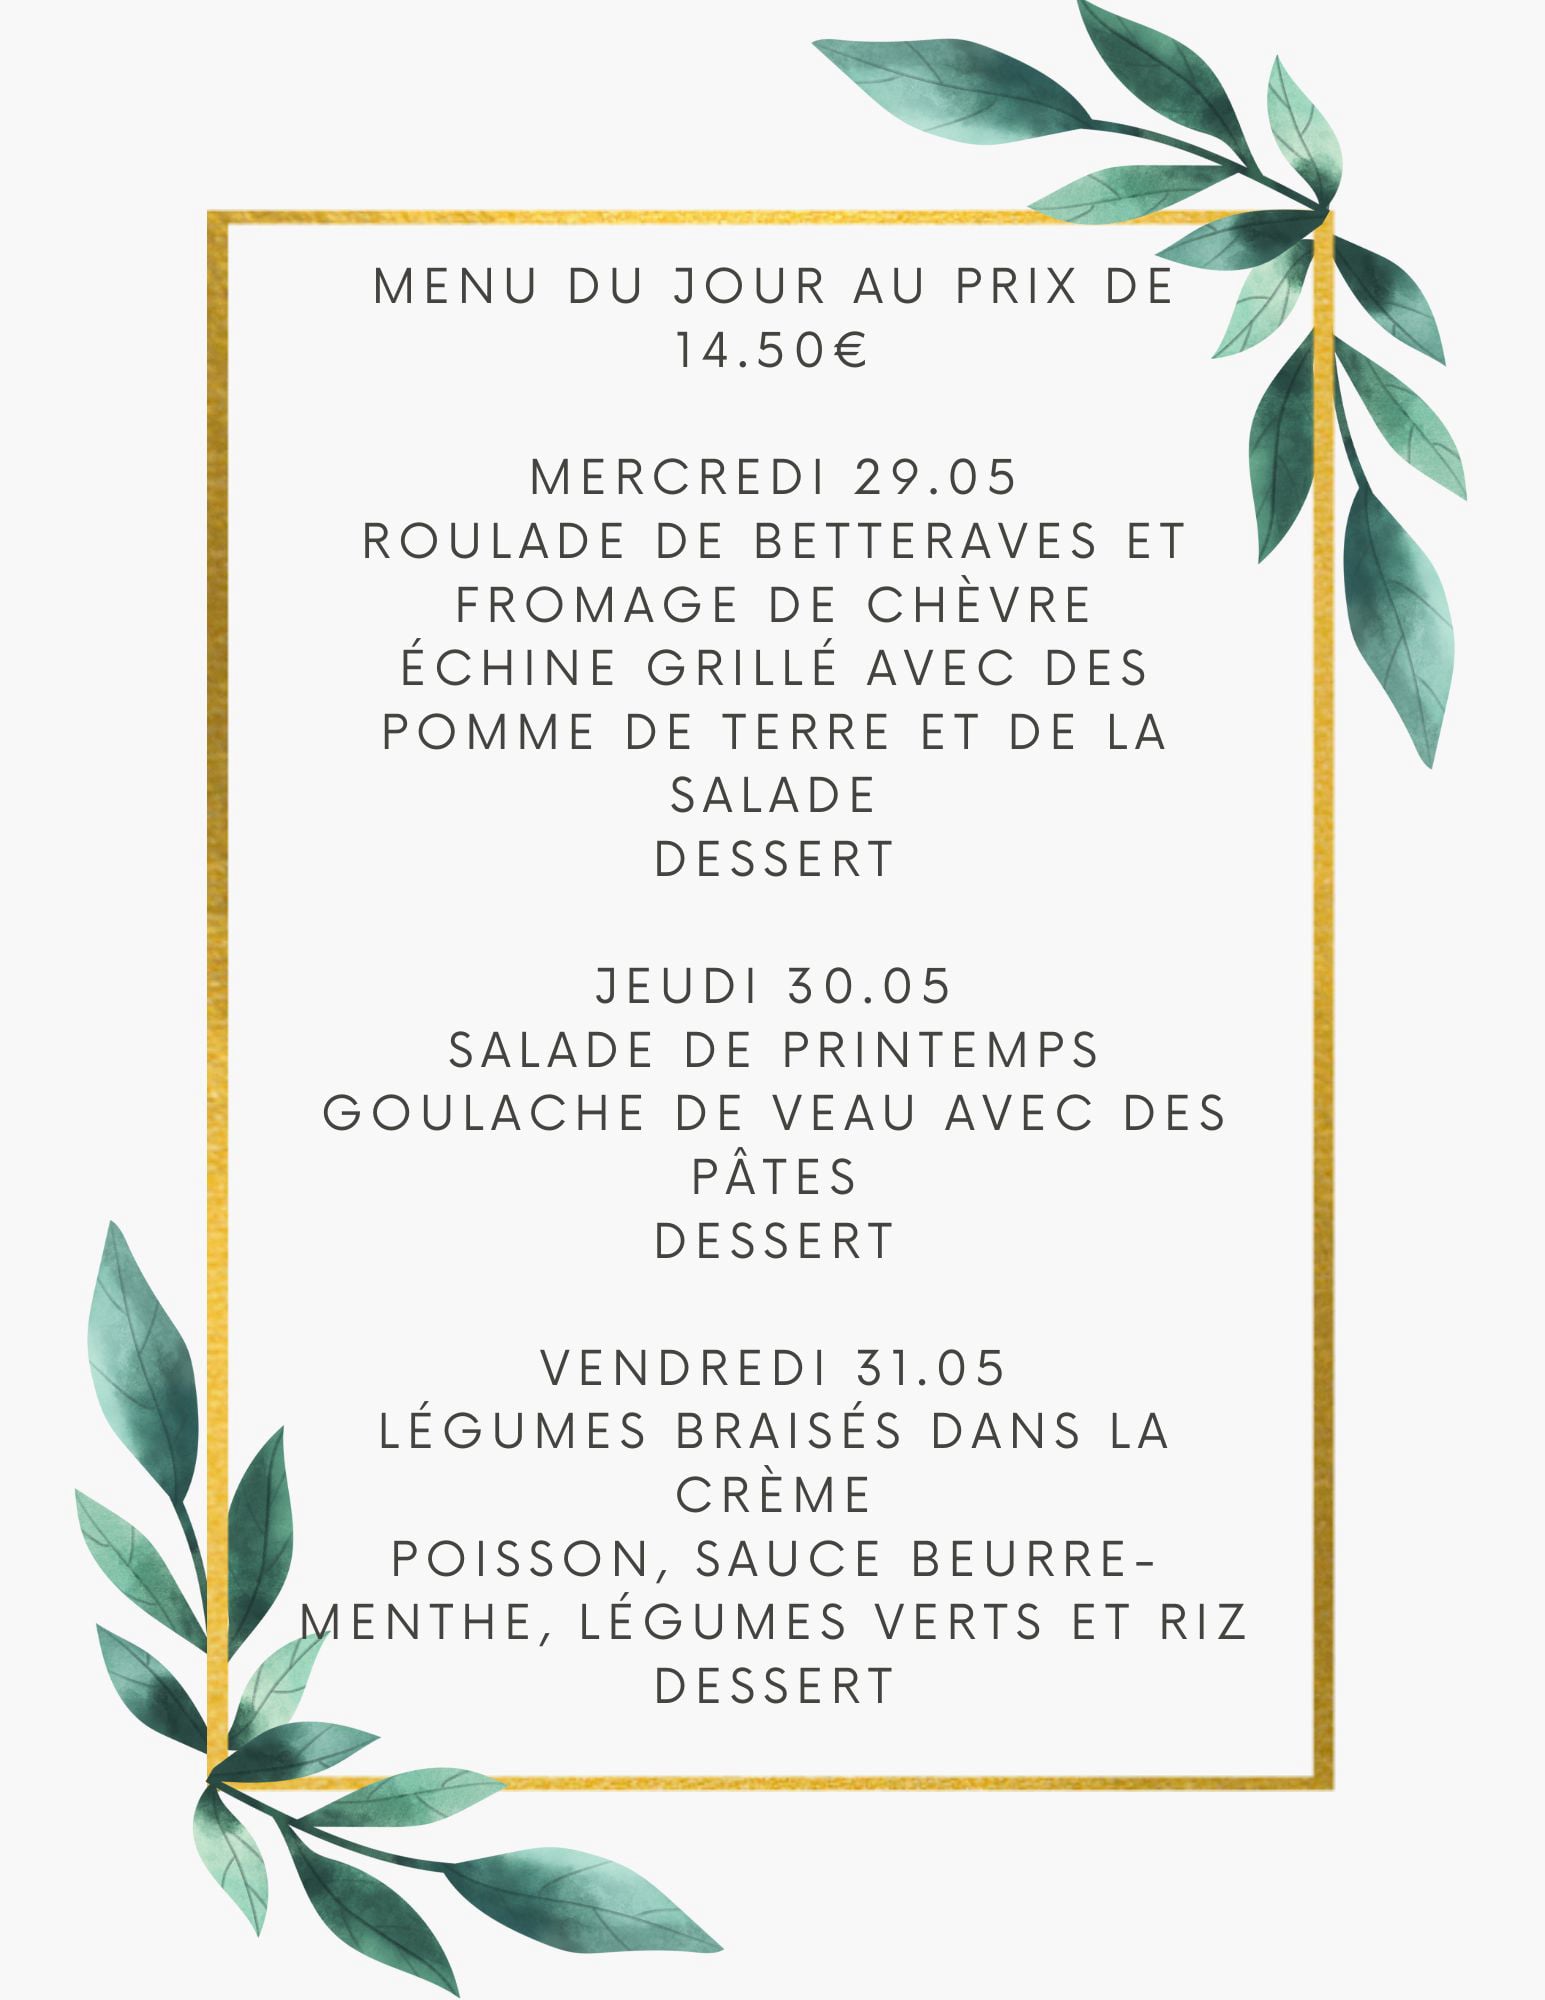 MENU DU JOUR AU PRIX DE
14.50€
MERCREDI 29.05
ROULADE DE BETTERAVES ET
FROMAGE DE CHÈVRE
ÉCHINE GRILLÉ AVEC DES
POMME DE TERRE ET DE LA
SALADE
DESSERT
JEUDI 30.05
SALADE DE PRINTEMPS
GOULACHE DE VEAU AVEC DES
PÂTES
DESSERT
VENDREDI 31.05
LÉGUMES BRAISÉS DANS LA
CRÈME
POISSON, SAUCE BEURRE-
MENTHE, LÉGUMES VERTS ET RIZ
DESSERT